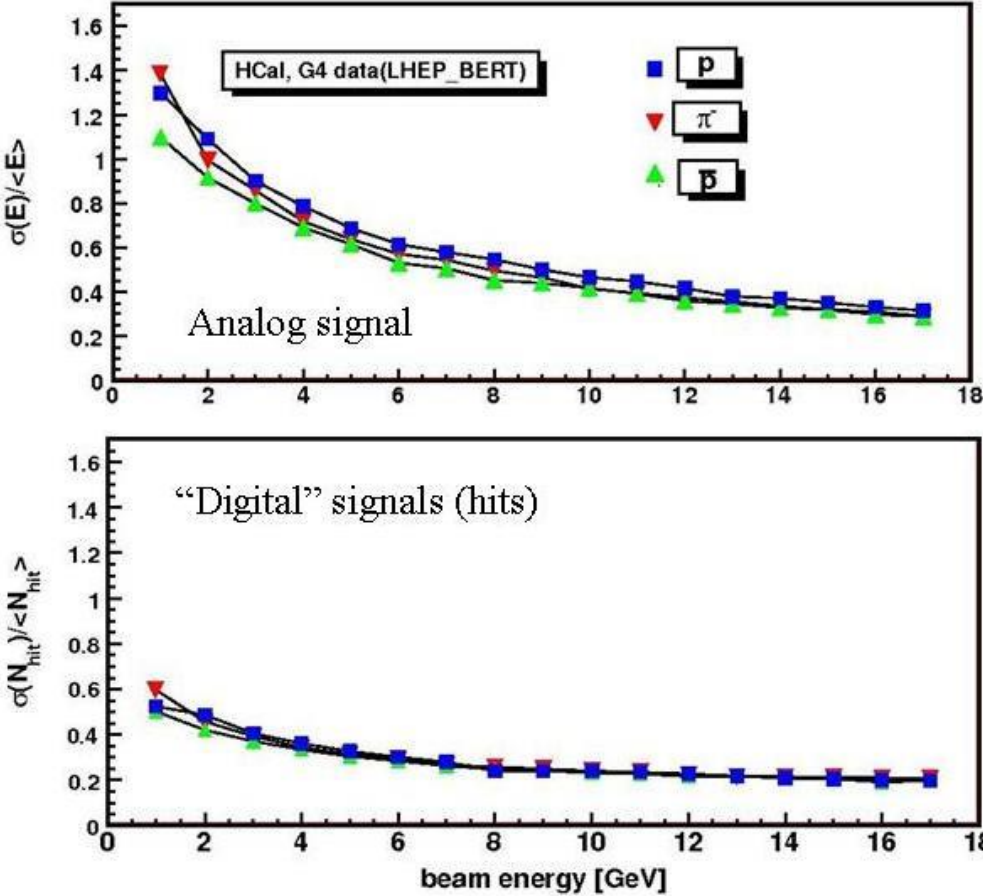 1.6
1.4
1.2
1
0.8
0.6
0.4
0.2
0
σ(E)/<E>
HCal, G4 data(LHEP_BERT)
p
π⁻
p̅
Analog signal
0 2 4 6 8 10 12 14 16 18
1.6
1.4
1.2
1
0.8
0.6
0.4
0.2
0
σ(N_hit)/<N_hit>
“Digital” signals (hits)
0 2 4 6 8 10 12 14 16 18
beam energy [GeV]